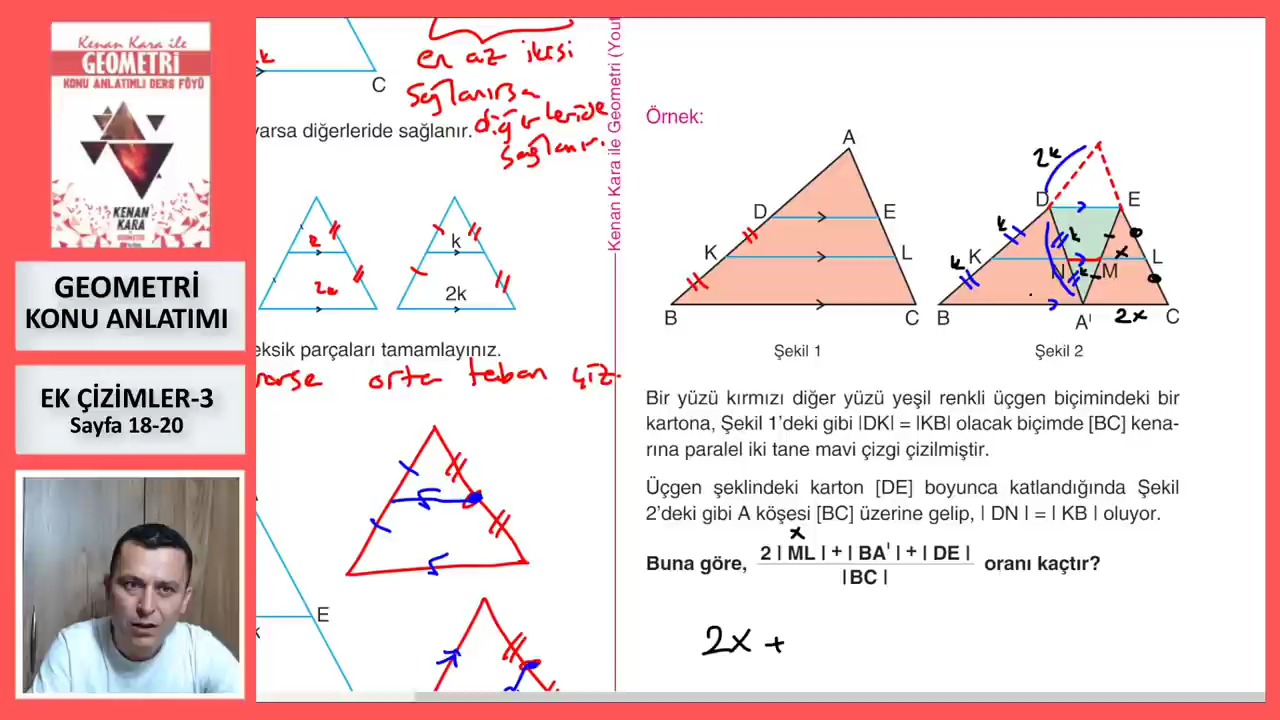 Kenan Kara ile
GEOMETRİ
KONU ANLATIMLI DERS FÖYÜ
KENAN
KARA
GEOMETRİ
KONU ANLATIMI
EK ÇİZİMLER-3
Sayfa 18-20
k
C
en az ikisi
sağlanırsa
diğerleride
sağlanır.
varsa diğerleride sağlanır.
k
2k
k
2k
eksik parçaları tamamlayınız.
varsa orta taban çiz.
E
k
Kenan Kara ile Geometri (Yout
Örnek:
A
D
E
K
L
B
C
Şekil 1
2k
D
E
k
k
K
k
x
L
N
k
M
B
A'
2x
C
Şekil 2
Bir yüzü kırmızı diğer yüzü yeşil renkli üçgen biçimindeki bir
kartona, Şekil 1'deki gibi |DK| = |KB| olacak biçimde [BC] kena-
rına paralel iki tane mavi çizgi çizilmiştir.
Üçgen şeklindeki karton [DE] boyunca katlandığında Şekil
2'deki gibi A köşesi [BC] üzerine gelip, | DN | = | KB | oluyor.
x
Buna göre, 2 | ML | + | BA' | + | DE | oranı kaçtır?
|BC |
2x +